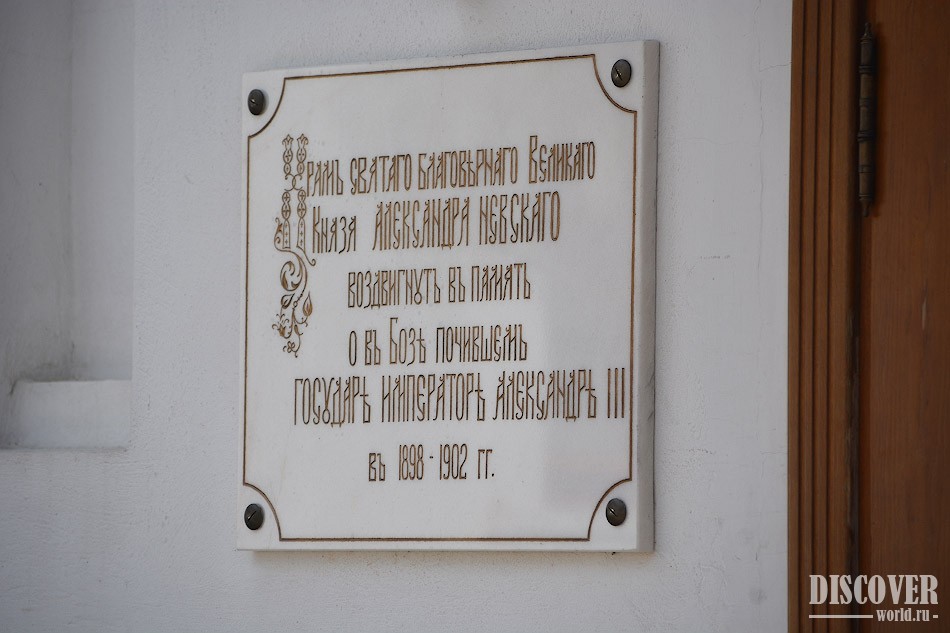 Храмъ святаго благовѣрнаго Великаго
Князя Александра Невскаго
воздвигнутъ въ память
о въ Бозѣ почившемъ
государѣ императорѣ Александрѣ III
въ 1898 - 1902 гг.
DISCOVER
world.ru